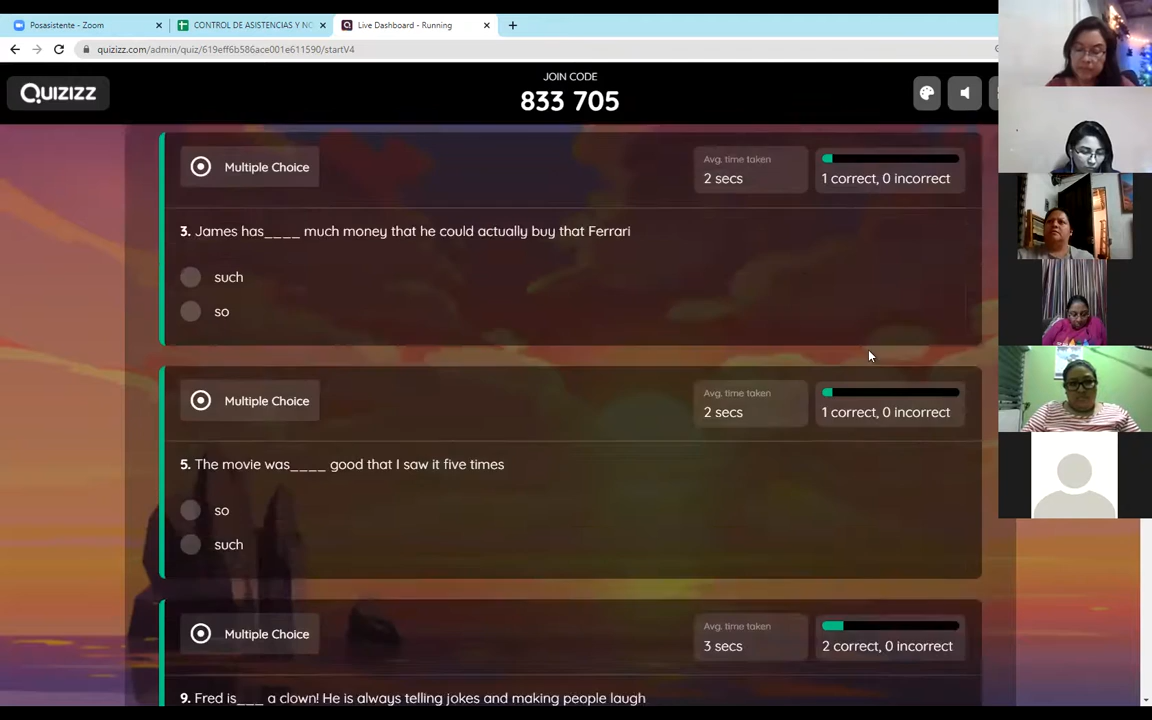 Posasistente - Zoom
CONTROL DE ASISTENCIAS Y NO
Live Dashboard - Running
quizizz.com/admin/quiz/619eff6b586ace001e611590/startV4
Quizizz
JOIN CODE
833 705
Multiple Choice
Avg. time taken
2 secs
1 correct, 0 incorrect
3. James has____ much money that he could actually buy that Ferrari
such
so
Multiple Choice
Avg. time taken
2 secs
1 correct, 0 incorrect
5. The movie was____ good that I saw it five times
so
such
Multiple Choice
Avg. time taken
3 secs
2 correct, 0 incorrect
9. Fred is___ a clown! He is always telling jokes and making people laugh